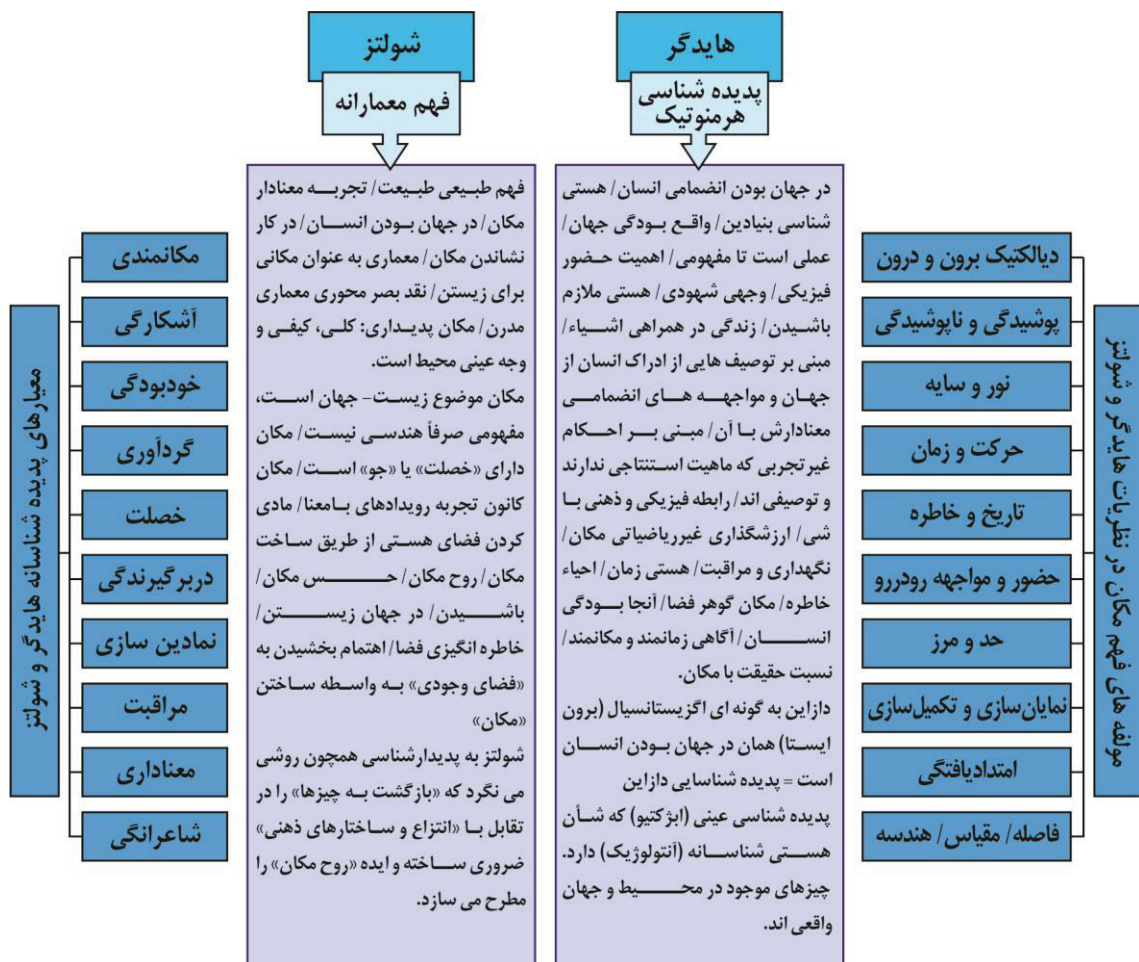 هایدگر
پدیده شناسی
هرمنوتیک
شولتز
فهم معمارانه
مولفه های فهم مکان در نظریات هایدگر و شولتز
دیالکتیک برون و درون
پوشیدگی و ناپوشیدگی
نور و سایه
حرکت و زمان
تاریخ و خاطره
حضور و مواجهه رودررو
حد و مرز
نمایان‌سازی و تکمیل‌سازی
امتدادیافتگی
فاصله/ مقیاس/ هندسه
در جهان بودن انضمامی انسان/ هستی
شناسی بنیادین/ واقع بودگی جهان/
عملی است تا مفهومی/ اهمیت حضور
فیزیکی/ وجهی شهودی/ هستی ملازم
باشیدن/ زندگی در همراهی اشیاء/
مبنی بر توصیف هایی از ادراک انسان از
جهان و مواجهه های انضمامی
معنادارش با آن/ مبنی بر احکام
غیرتجربی که ماهیت استنتاجی ندارند
و توصیفی اند/ رابطه فیزیکی و ذهنی با
شی/ ارزشگذاری غیرریاضیاتی مکان/
نگهداری و مراقبت/ هستی زمان/ احیاء
خاطره/ مکان گوهر فضا/ آنجا بودگی
انسان/ آگاهی زمانمند و مکانمند/
نسبت حقیقت با مکان.
دازاین به گونه ای اگزیستانسیال (برون
ایستا) همان در جهان بودن انسان
است = پدیده شناسایی دازاین
پدیده شناسی عینی (ابژکتیو) که شأن
هستی شناسانه (آنتولوژیک) دارد.
چیزهای موجود در محیط و جهان
واقعی اند.
فهم طبیعی طبیعت/ تجربه معنادار
مکان/ در جهان بودن انسان/ در کار
نشاندن مکان/ معماری به عنوان مکانی
برای زیستن/ نقد بصر محوری معماری
مدرن/ مکان پدیداری: کلی، کیفی و
وجه عینی محیط است.
مکان موضوع زیست- جهان است،
مفهومی صرفاً هندسی نیست/ مکان
دارای «خصلت» یا «جو» است/ مکان
کانون تجربه رویدادهای بامعنا/ مادی
کردن فضای هستی از طریق ساخت
مکان/ روح مکان/ حس مکان/
باشیدن/ در جهان زیستن/
خاطره انگیزی فضا/ اهتمام بخشیدن به
«فضای وجودی» به واسطه ساختن
«مکان»
شولتز به پدیدارشناسی همچون روشی
می نگرد که «بازگشت به چیزها» را در
تقابل با «انتزاع و ساختارهای ذهنی»
ضروری ساخته و ایده «روح مکان» را
مطرح می سازد.
مکانمندی
آشکارگی
خودبودگی
گردآوری
خصلت
دربرگیرندگی
نمادین سازی
مراقبت
معناداری
شاعرانگی
معیارهای پدیده شناسانه هایدگر و شولتز